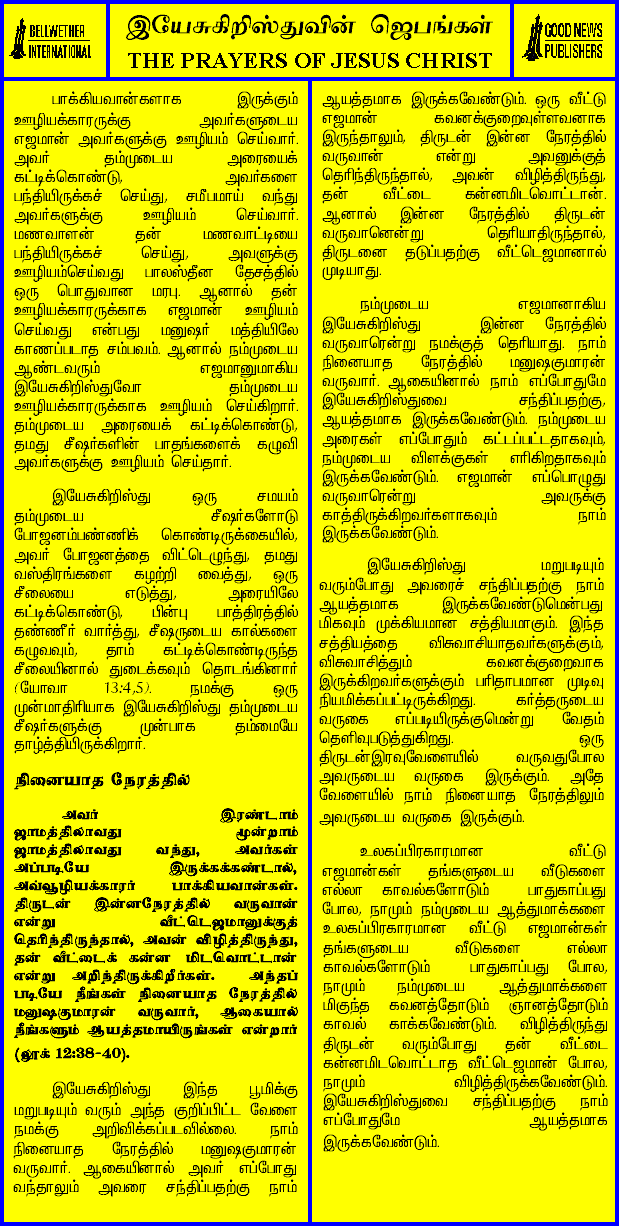 BELLWETHER
INTERNATIONAL
இயேசுகிறிஸ்துவின் ஜெபங்கள்
THE PRAYERS OF JESUS CHRIST
GOOD NEWS
PUBLISHERS
பாக்கியவான்களாக இருக்கும்
ஊழியக்காரருக்கு அவர்களுடைய
எஜமான் அவர்களுக்கு ஊழியம் செய்வார்.
அவர் தம்முடைய அரையைக்
கட்டிக்கொண்டு, அவர்களை
பந்தியிருக்கச் செய்து, சமீபமாய் வந்து
அவர்களுக்கு ஊழியம் செய்வார்.
மணவாளன் தன் மணவாட்டியை
பந்தியிருக்கச் செய்து, அவளுக்கு
ஊழியம்செய்வது பாலஸ்தீன தேசத்தில்
ஒரு பொதுவான மரபு. ஆனால் தன்
ஊழியக்காரருக்காக எஜமான் ஊழியம்
செய்வது என்பது மனுஷர் மத்தியிலே
காணப்படாத சம்பவம். ஆனால் நம்முடைய
ஆண்டவரும் எஜமானுமாகிய
இயேசுகிறிஸ்துவோ தம்முடைய
ஊழியக்காரருக்காக ஊழியம் செய்கிறார்.
தம்முடைய அரையைக் கட்டிக்கொண்டு,
தமது சீஷர்களின் பாதங்களைக் கழுவி
அவர்களுக்கு ஊழியம் செய்தார்.
இயேசுகிறிஸ்து ஒரு சமயம்
தம்முடைய சீஷர்களோடு
போஜனம்பண்ணிக் கொண்டிருக்கையில்,
அவர் போஜனத்தை விட்டெழுந்து, தமது
வஸ்திரங்களை கழற்றி வைத்து, ஒரு
சீலையை எடுத்து, அரையிலே
கட்டிக்கொண்டு, பின்பு பாத்திரத்தில்
தண்ணீர் வார்த்து, சீஷருடைய கால்களை
கழுவவும், தாம் கட்டிக்கொண்டிருந்த
சீலையினால் துடைக்கவும் தொடங்கினார்
(யோவா 13:4,5). நமக்கு ஒரு
முன்மாதிரியாக இயேசுகிறிஸ்து தம்முடைய
சீஷர்களுக்கு முன்பாக தம்மையே
தாழ்த்தியிருக்கிறார்.
நினையாத நேரத்தில்
அவர் இரண்டாம்
ஜாமத்திலாவது மூன்றாம்
ஜாமத்திலாவது வந்து, அவர்கள்
அப்படியே இருக்கக்கண்டால்,
அவ்வூழியக்காரர் பாக்கியவான்கள்.
திருடன் இன்னநேரத்தில் வருவான்
என்று வீட்டெஜமானுக்குத்
தெரிந்திருந்தால், அவன் விழித்திருந்து,
தன் வீட்டைக் கன்ன மிடவொட்டான்
என்று அறிந்திருக்கிறீர்கள். அந்தப்
படியே நீங்கள் நினையாத நேரத்தில்
மனுஷகுமாரன் வருவார், ஆகையால்
நீங்களும் ஆயத்தமாயிருங்கள் என்றார்
(லூக் 12:38-40).
இயேசுகிறிஸ்து இந்த பூமிக்கு
மறுபடியும் வரும் அந்த குறிப்பிட்ட வேளை
நமக்கு அறிவிக்கப்படவில்லை. நாம்
நினையாத நேரத்தில் மனுஷகுமாரன்
வருவார். ஆகையினால் அவர் எப்போது
வந்தாலும் அவரை சந்திப்பதற்கு நாம்
ஆயத்தமாக இருக்கவேண்டும். ஒரு வீட்டு
எஜமான் கவனக்குறைவுள்ளவனாக
இருந்தாலும், திருடன் இன்ன நேரத்தில்
வருவான் என்று அவனுக்குத்
தெரிந்திருந்தால், அவன் விழித்திருந்து,
தன் வீட்டை கன்னமிடவொட்டான்.
ஆனால் இன்ன நேரத்தில் திருடன்
வருவானென்று தெரியாதிருந்தால்,
திருடனை தடுப்பதற்கு வீட்டெஜமானால்
முடியாது.
நம்முடைய எஜமானாகிய
இயேசுகிறிஸ்து இன்ன நேரத்தில்
வருவாரென்று நமக்குத் தெரியாது. நாம்
நினையாத நேரத்தில் மனுஷகுமாரன்
வருவார். ஆகையினால் நாம் எப்போதுமே
இயேசுகிறிஸ்துவை சந்திப்பதற்கு,
ஆயத்தமாக இருக்கவேண்டும். நம்முடைய
அரைகள் எப்போதும் கட்டப்பட்டதாகவும்,
நம்முடைய விளக்குகள் எரிகிறதாகவும்
இருக்கவேண்டும். எஜமான் எப்பொழுது
வருவாரென்று அவருக்கு
காத்திருக்கிறவர்களாகவும் நாம்
இருக்கவேண்டும்.
இயேசுகிறிஸ்து மறுபடியும்
வரும்போது அவரைச் சந்திப்பதற்கு நாம்
ஆயத்தமாக இருக்கவேண்டுமென்பது
மிகவும் முக்கியமான சத்தியமாகும். இந்த
சத்தியத்தை விசுவாசியாதவர்களுக்கும்,
விசுவாசித்தும் கவனக்குறைவாக
இருக்கிறவர்களுக்கும் பரிதாபமான முடிவு
நியமிக்கப்பட்டிருக்கிறது. கர்த்தருடைய
வருகை எப்படியிருக்குமென்று வேதம்
தெளிவுபடுத்துகிறது. ஒரு
திருடன்இரவுவேளையில் வருவதுபோல
அவருடைய வருகை இருக்கும். அதே
வேளையில் நாம் நினையாத நேரத்திலும்
அவருடைய வருகை இருக்கும்.
உலகப்பிரகாரமான வீட்டு
எஜமான்கள் தங்களுடைய வீடுகளை
எல்லா காவல்களோடும் பாதுகாப்பது
போல, நாமும் நம்முடைய ஆத்துமாக்களை
உலகப்பிரகாரமான வீட்டு எஜமான்கள்
தங்களுடைய வீடுகளை எல்லா
காவல்களோடும் பாதுகாப்பது போல,
நாமும் நம்முடைய ஆத்துமாக்களை
மிகுந்த கவனத்தோடும் ஞானத்தோடும்
காவல் காக்கவேண்டும். விழித்திருந்து
திருடன் வரும்போது தன் வீட்டை
கன்னமிடவொட்டாத வீட்டெஜமான் போல,
நாமும் விழித்திருக்கவேண்டும்.
இயேசுகிறிஸ்துவை சந்திப்பதற்கு நாம்
எப்போதுமே ஆயத்தமாக
இருக்கவேண்டும்.